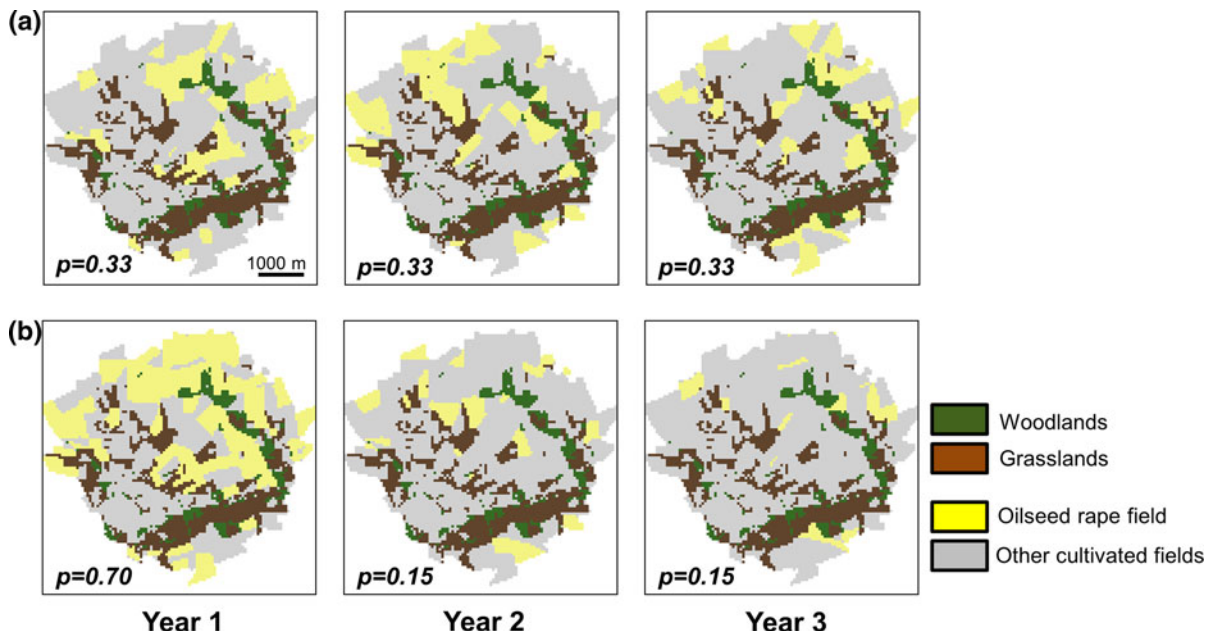 (a)
p=0.33
1000 m
p=0.33
p=0.33
(b)
p=0.70
p=0.15
p=0.15
Woodlands
Grasslands
Oilseed rape field
Other cultivated fields
Year 1
Year 2
Year 3